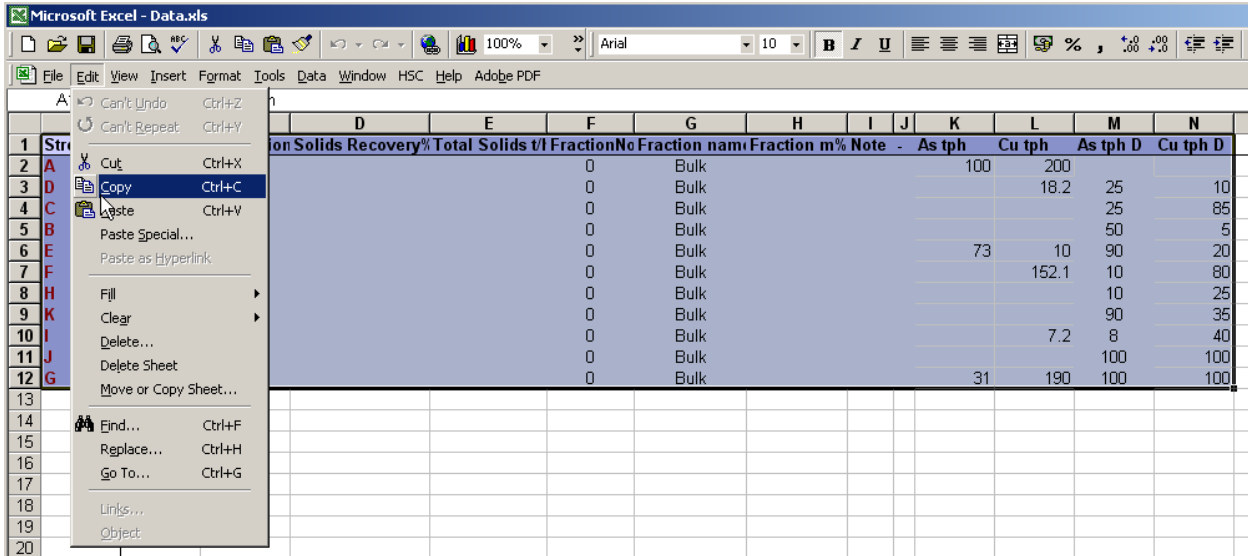 Microsoft Excel - Data.xls
100% Arial 10 B I U % ,
File Edit View Insert Format Tools Data Window HSC Help Adobe PDF
Can't Undo Ctrl+Z
Can't Repeat Ctrl+Y
Cut Ctrl+X
Copy Ctrl+C
Paste Ctrl+V
Paste Special...
Paste as Hyperlink
Fill
Clear
Delete...
Delete Sheet
Move or Copy Sheet...
Find... Ctrl+F
Replace... Ctrl+H
Go To... Ctrl+G
Links...
Object
D E F G H I J K L M N
1 Solids Recovery% Total Solids t/ FractionNo Fraction name Fraction m% Note - As tph Cu tph As tph D Cu tph D
2 A 0 Bulk 100 200
3 D 0 Bulk 18.2 25 10
4 C 0 Bulk 25 85
5 B 0 Bulk 50 5
6 E 0 Bulk 73 10 90 20
7 F 0 Bulk 152.1 10 80
8 H 0 Bulk 10 25
9 K 0 Bulk 90 35
10 I 0 Bulk 7.2 8 40
11 J 0 Bulk 100 100
12 G 0 Bulk 31 190 100 100
13
14
15
16
17
18
19
20